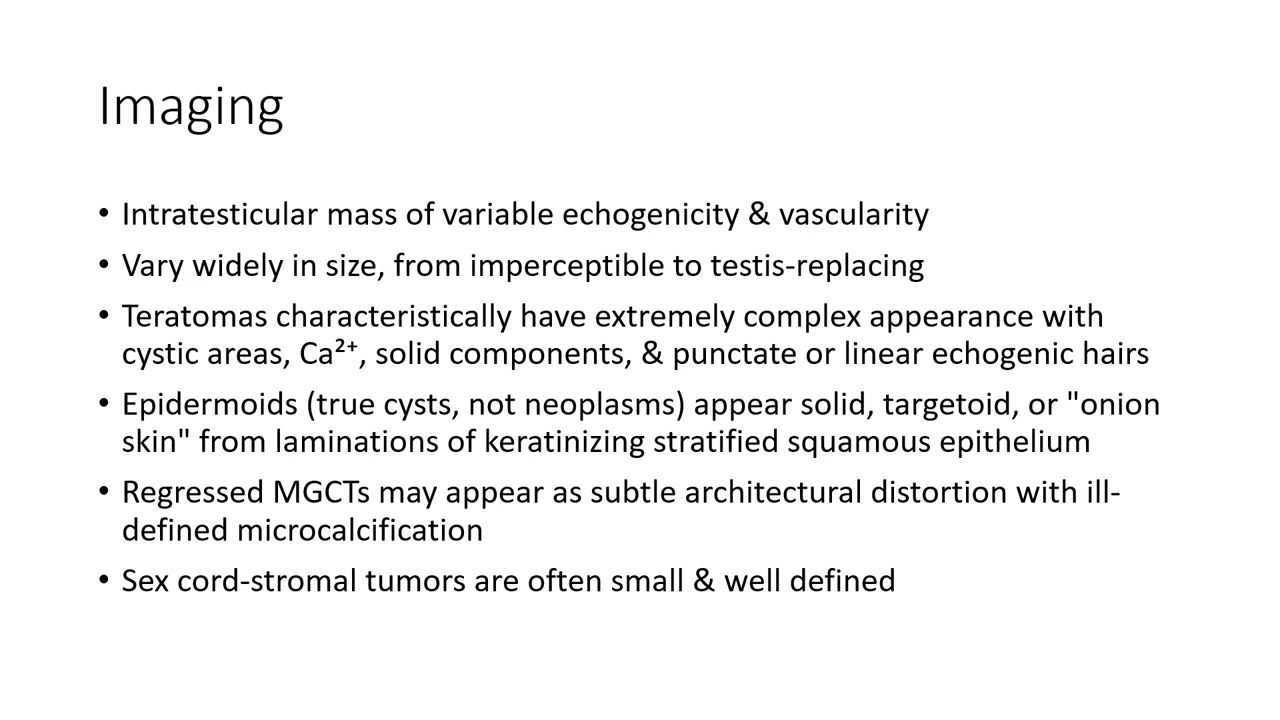 Imaging
• Intratesticular mass of variable echogenicity & vascularity
• Vary widely in size, from imperceptible to testis-replacing
• Teratomas characteristically have extremely complex appearance with
cystic areas, Ca²⁺, solid components, & punctate or linear echogenic hairs
• Epidermoids (true cysts, not neoplasms) appear solid, targetoid, or "onion
skin" from laminations of keratinizing stratified squamous epithelium
• Regressed MGCTs may appear as subtle architectural distortion with ill-
defined microcalcification
• Sex cord-stromal tumors are often small & well defined